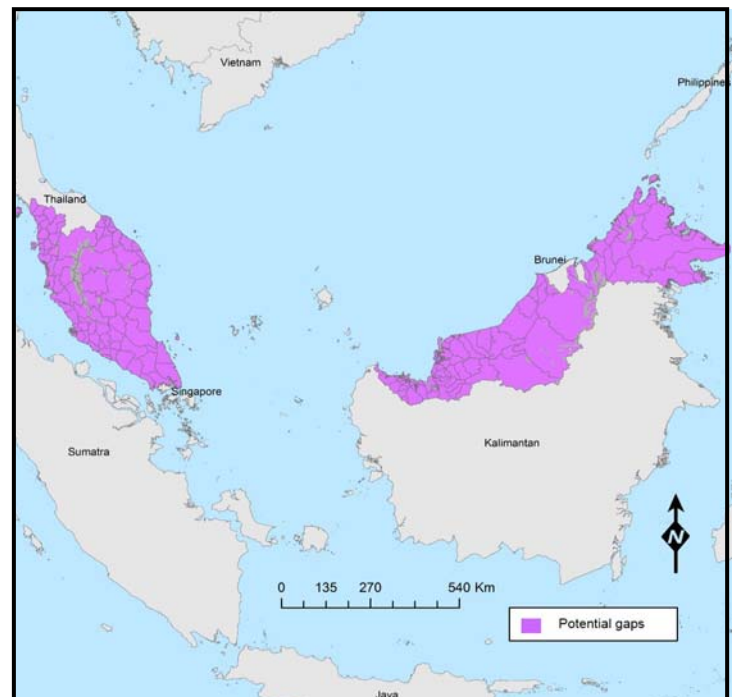 Vietnam
Philippines
Thailand
Brunei
Singapore
Sumatra
Kalimantan
N
0 135 270 540 Km
Potential gaps
Java